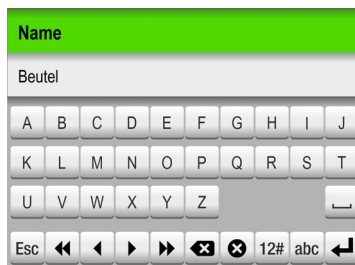 Name
Beutel
A B C D E F G H I J
K L M N O P Q R S T
U V W X Y Z
Esc 12# abc